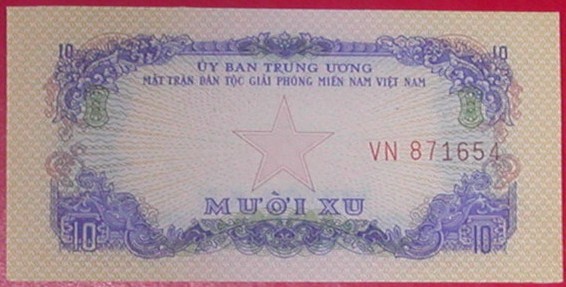 10 10
ỦY BAN TRUNG ƯƠNG
MẶT TRẬN DÂN TỘC GIẢI PHÓNG MIỀN NAM VIỆT NAM
VN 871654
MƯỜI XU
10 10